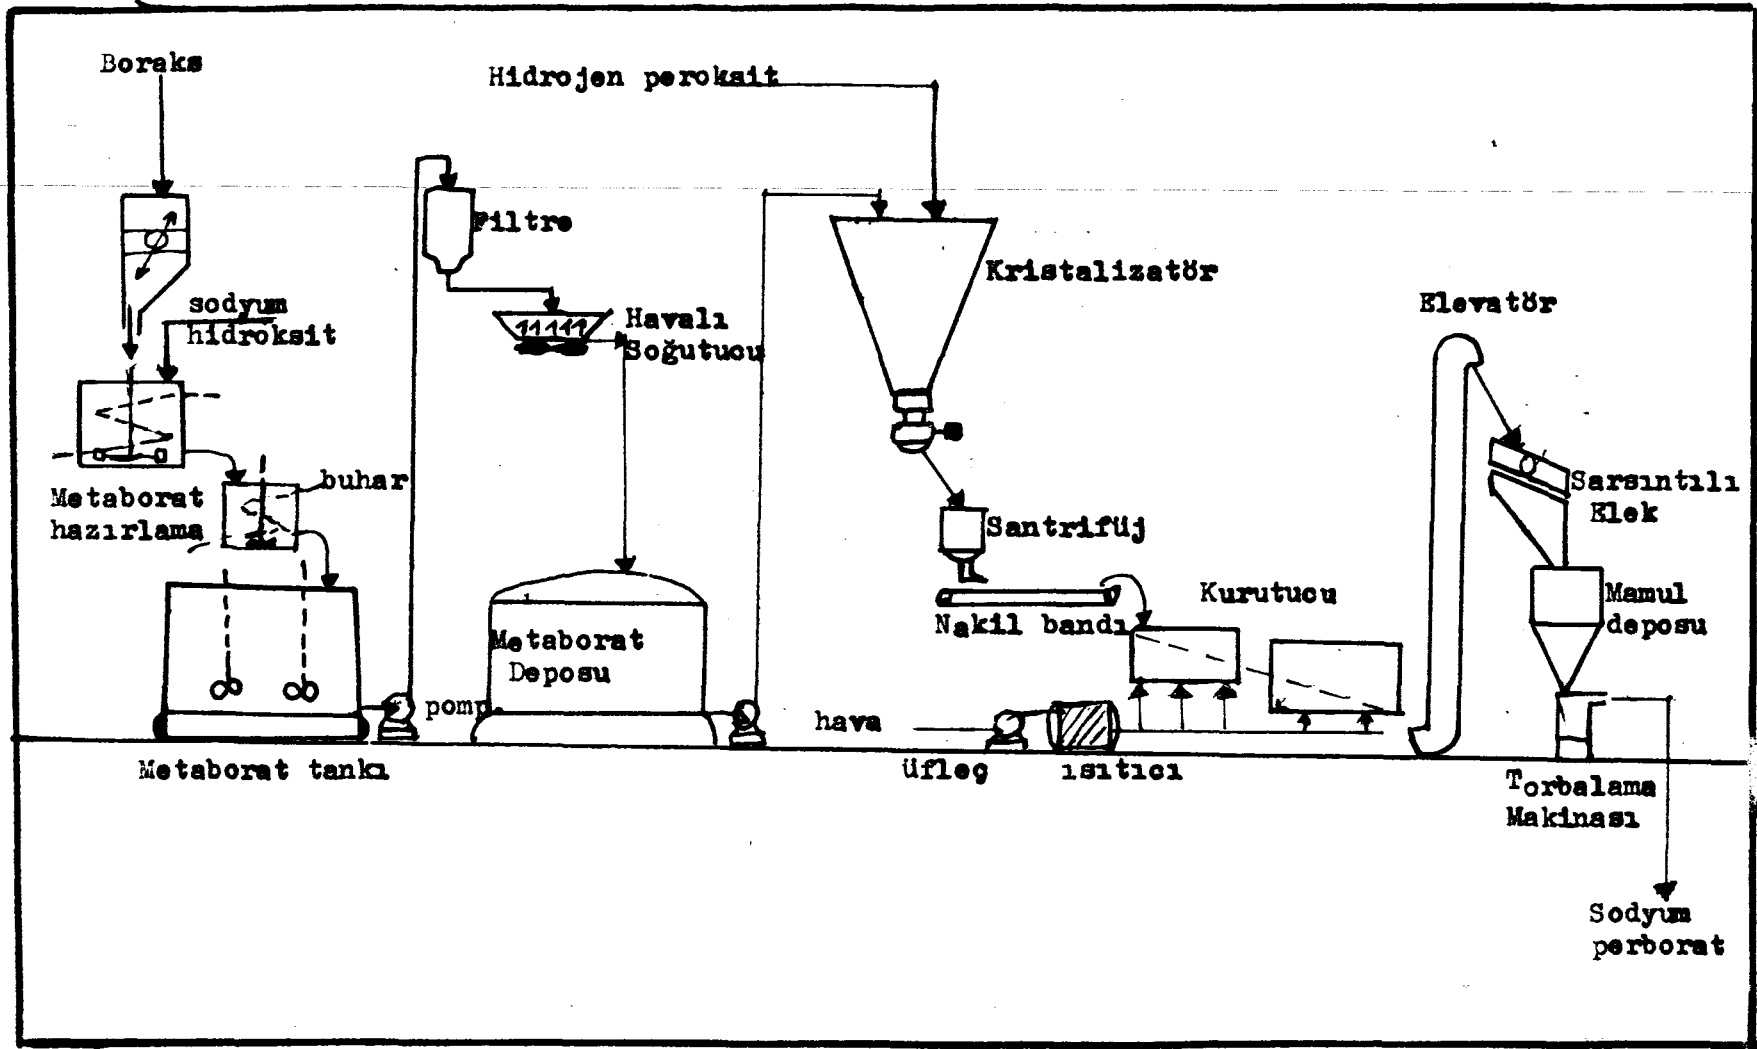 Boraks
Hidrojen peroksit
Filtre
Kristalizatör
sodyum
hidroksit
Havalı
Soğutucu
Elevatör
buhar
Metaborat
hazırlama
Sarsıntılı
Elek
Santrifüj
Nakil bandı
Kurutucu
Mamul
deposu
Metaborat
Deposu
pomp
hava
Metaborat tankı
üfleç
ısıtıcı
Torbalama
Makinası
Sodyum
perborat